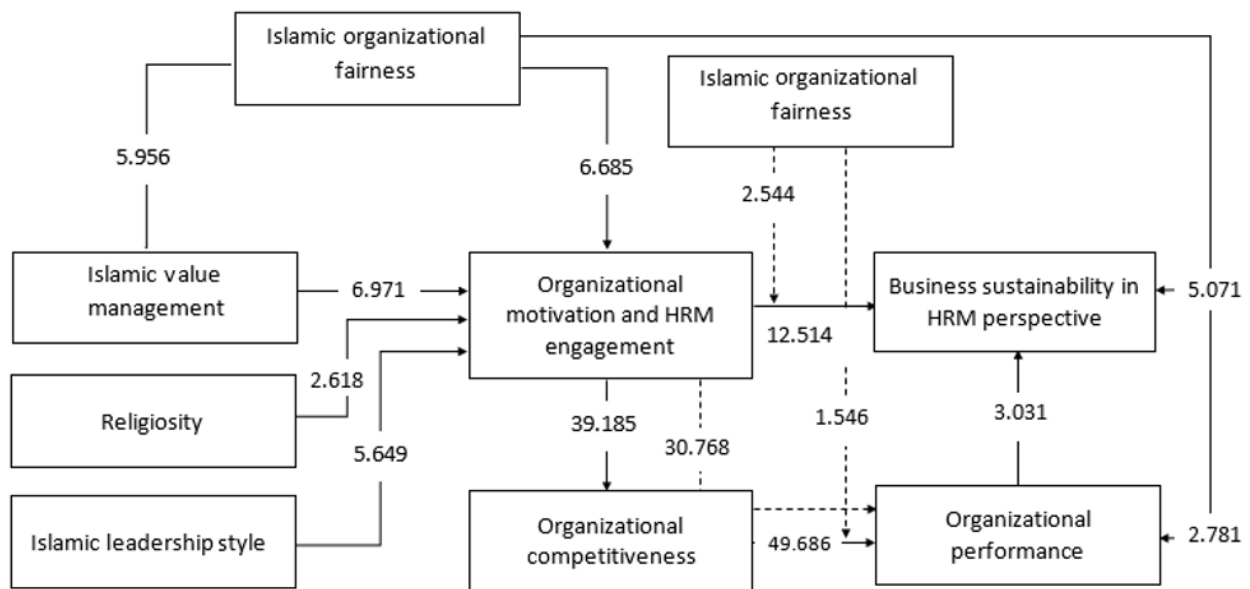 Islamic organizational
fairness
Islamic organizational
fairness
5.956
6.685
2.544
Islamic value
management
6.971
Organizational
motivation and HRM
engagement
12.514
Business sustainability in
HRM perspective
5.071
2.618
Religiosity
5.649
39.185
30.768
1.546
3.031
Islamic leadership style
Organizational
competitiveness
49.686
Organizational
performance
2.781